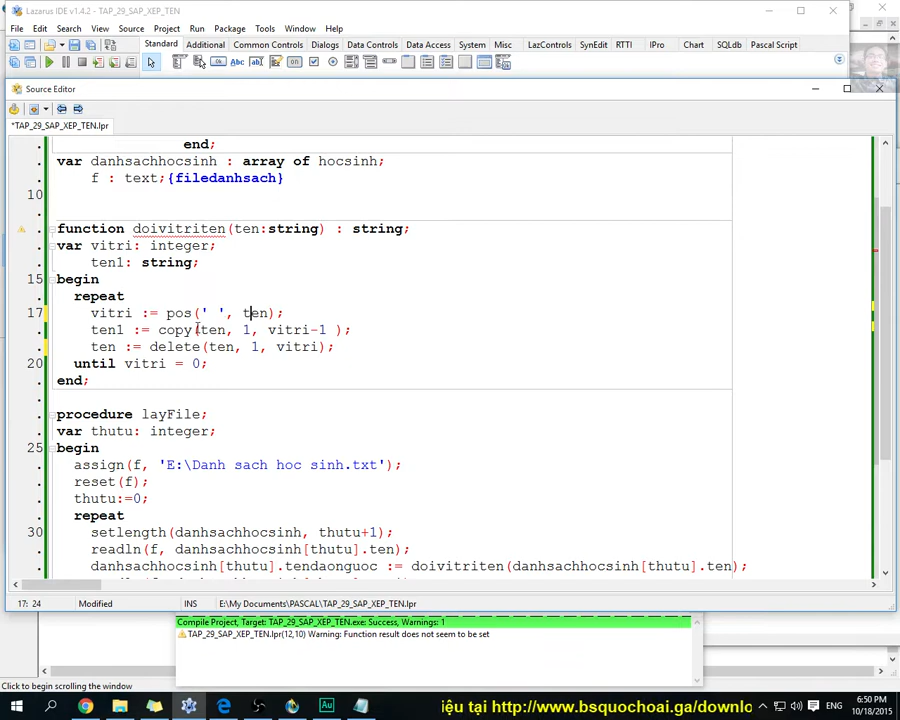 Lazarus IDE v1.4.2 - TAP_29_SAP_XEP_TEN
File Edit Search View Source Project Run Package Tools Window Help
Standard Additional Common Controls Dialogs Data Controls Data Access System Misc LazControls SynEdit RTTI IPro Chart SQLdb Pascal Script
Source Editor
*TAP_29_SAP_XEP_TEN.lpr
end;
var danhsachhocsinh : array of hocsinh;
f : text;{filedanhsach}
10
function doivitriten(ten:string) : string;
var vitri: integer;
ten1: string;
15 begin
repeat
17 vitri := pos(' ', ten);
ten1 := copy(ten, 1, vitri-1 );
ten := delete(ten, 1, vitri);
20 until vitri = 0;
end;
procedure layFile;
var thutu: integer;
25 begin
assign(f, 'E:\Danh sach hoc sinh.txt');
reset(f);
thutu:=0;
repeat
30 setlength(danhsachhocsinh, thutu+1);
readln(f, danhsachhocsinh[thutu].ten);
danhsachhocsinh[thutu].tendaonguoc := doivitriten(danhsachhocsinh[thutu].ten);
17: 24 Modified INS E:\My Documents\PASCAL\TAP_29_SAP_XEP_TEN.lpr
Compile Project, Target: TAP_29_SAP_XEP_TEN.exe: Success, Warnings: 1
TAP_29_SAP_XEP_TEN.lpr(12,10) Warning: Function result does not seem to be set
Click to begin scrolling the window
iệu tại http://www.bsquochoai.ga/downlo
ENG
6:50 PM
10/18/2015